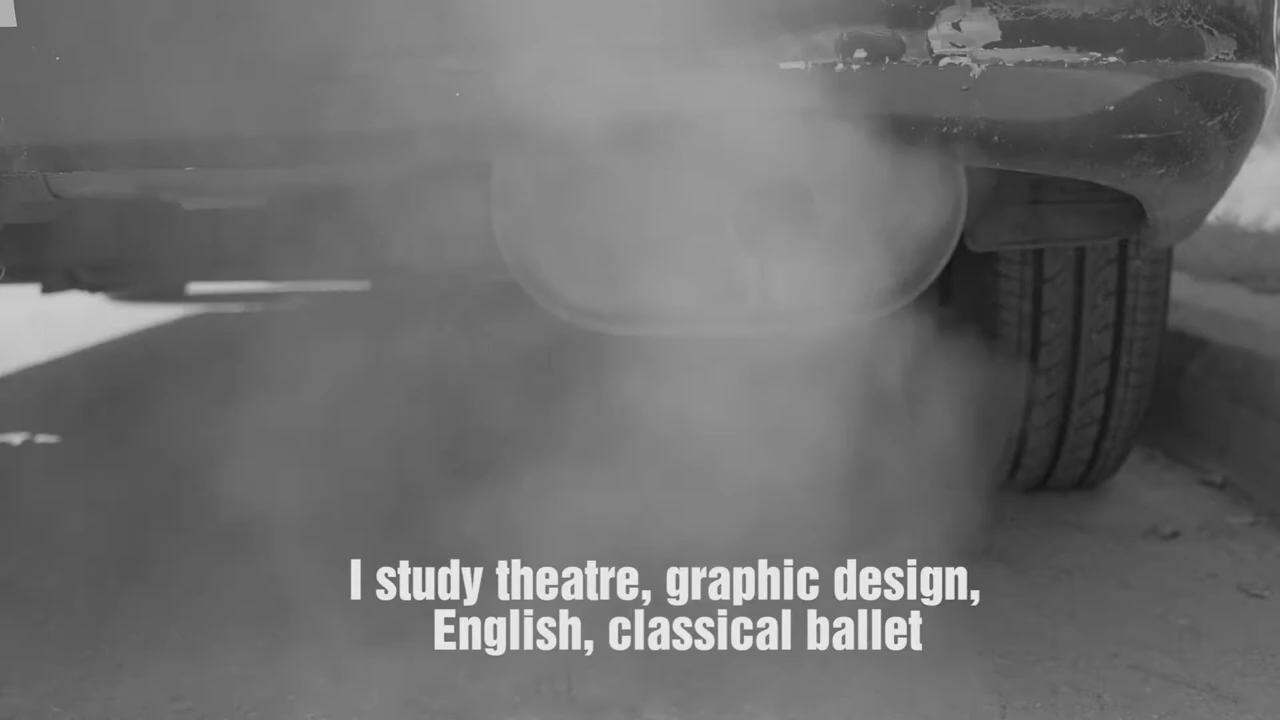 I study theatre, graphic design,
English, classical ballet